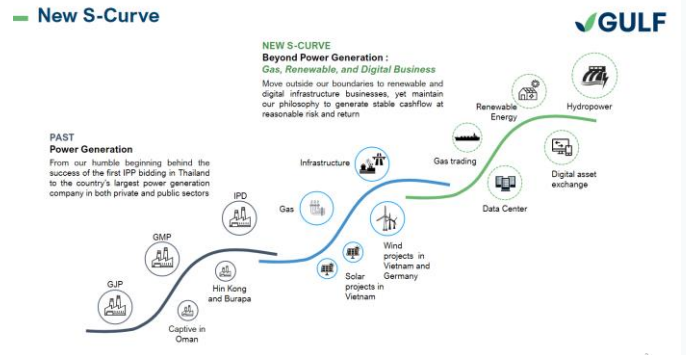 New S-Curve
GULF
NEW S-CURVE
Beyond Power Generation :
Gas, Renewable, and Digital Business
Move outside our boundaries to renewable and
digital infrastructure businesses, yet maintain
our philosophy to generate stable cashflow at
reasonable risk and return
PAST
Power Generation
From our humble beginning behind the
success of the first IPP bidding in Thailand
to the country's largest power generation
company in both private and public sectors
GJP
GMP
IPD
Captive in
Oman
Hin Kong
and Burapa
Gas
Infrastructure
Solar
projects in
Vietnam
Wind
projects in
Vietnam and
Germany
Gas trading
Data Center
Renewable
Energy
Hydropower
Digital asset
exchange